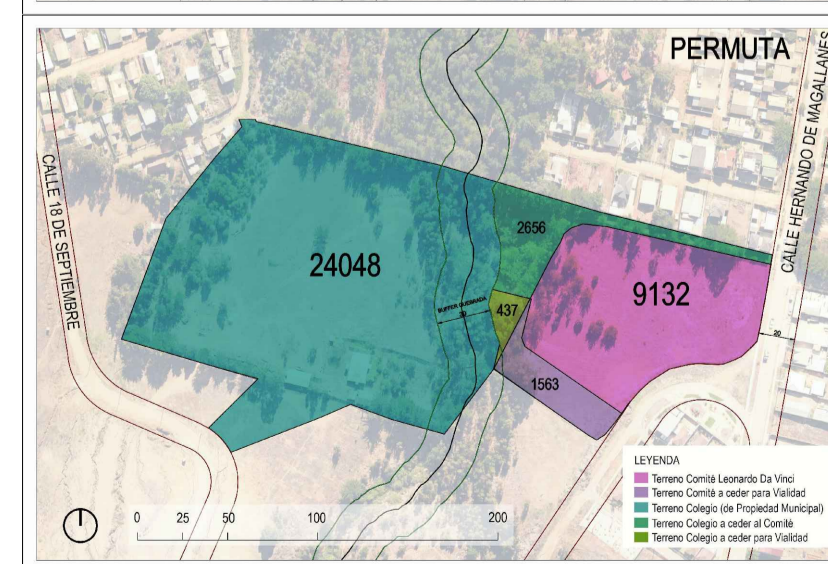 PERMUTA
CALLE 18 DE SEPTIEMBRE
CALLE HERNANDO DE MAGALLANES
2656
24048
9132
BUFFER QUEBRADA
30
437
20
1563
LEYENDA
Terreno Comité Leonardo Da Vinci
Terreno Comité a ceder para Vialidad
Terreno Colegio (de Propiedad Municipal)
Terreno Colegio a ceder al Comité
Terreno Colegio a ceder para Vialidad
0 25 50 100 200